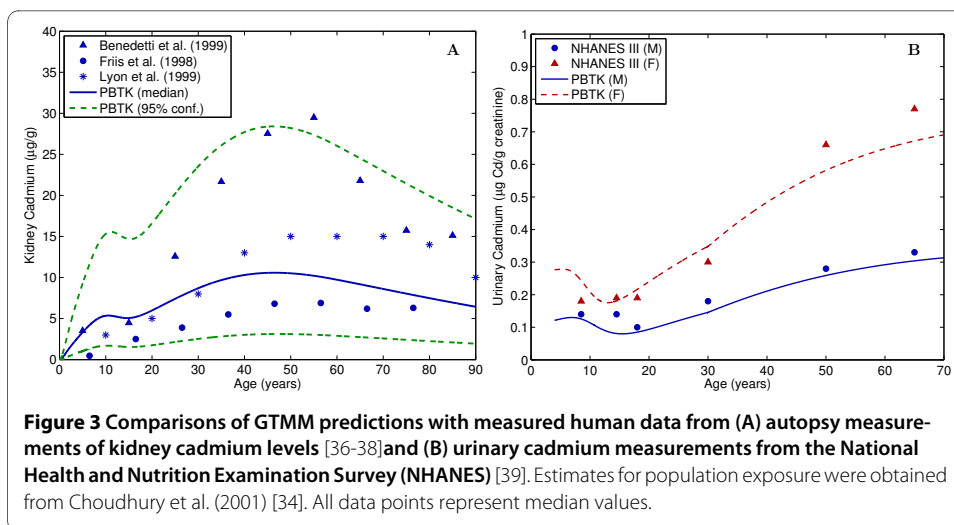 Benedetti et al. (1999)
Friis et al. (1998)
Lyon et al. (1999)
PBTK (median)
PBTK (95% conf.)
A
Kidney Cadmium (µg/g)
40
35
30
25
20
15
10
5
0
0 10 20 30 40 50 60 70 80 90
Age (years)
NHANES III (M)
NHANES III (F)
PBTK (M)
PBTK (F)
B
Urinary Cadmium (µg Cd/g creatinine)
1
0.9
0.8
0.7
0.6
0.5
0.4
0.3
0.2
0.1
0
0 10 20 30 40 50 60 70
Age (years)
Figure 3 Comparisons of GTMM predictions with measured human data from (A) autopsy measure-
ments of kidney cadmium levels [36-38]and (B) urinary cadmium measurements from the National
Health and Nutrition Examination Survey (NHANES) [39]. Estimates for population exposure were obtained
from Choudhury et al. (2001) [34]. All data points represent median values.